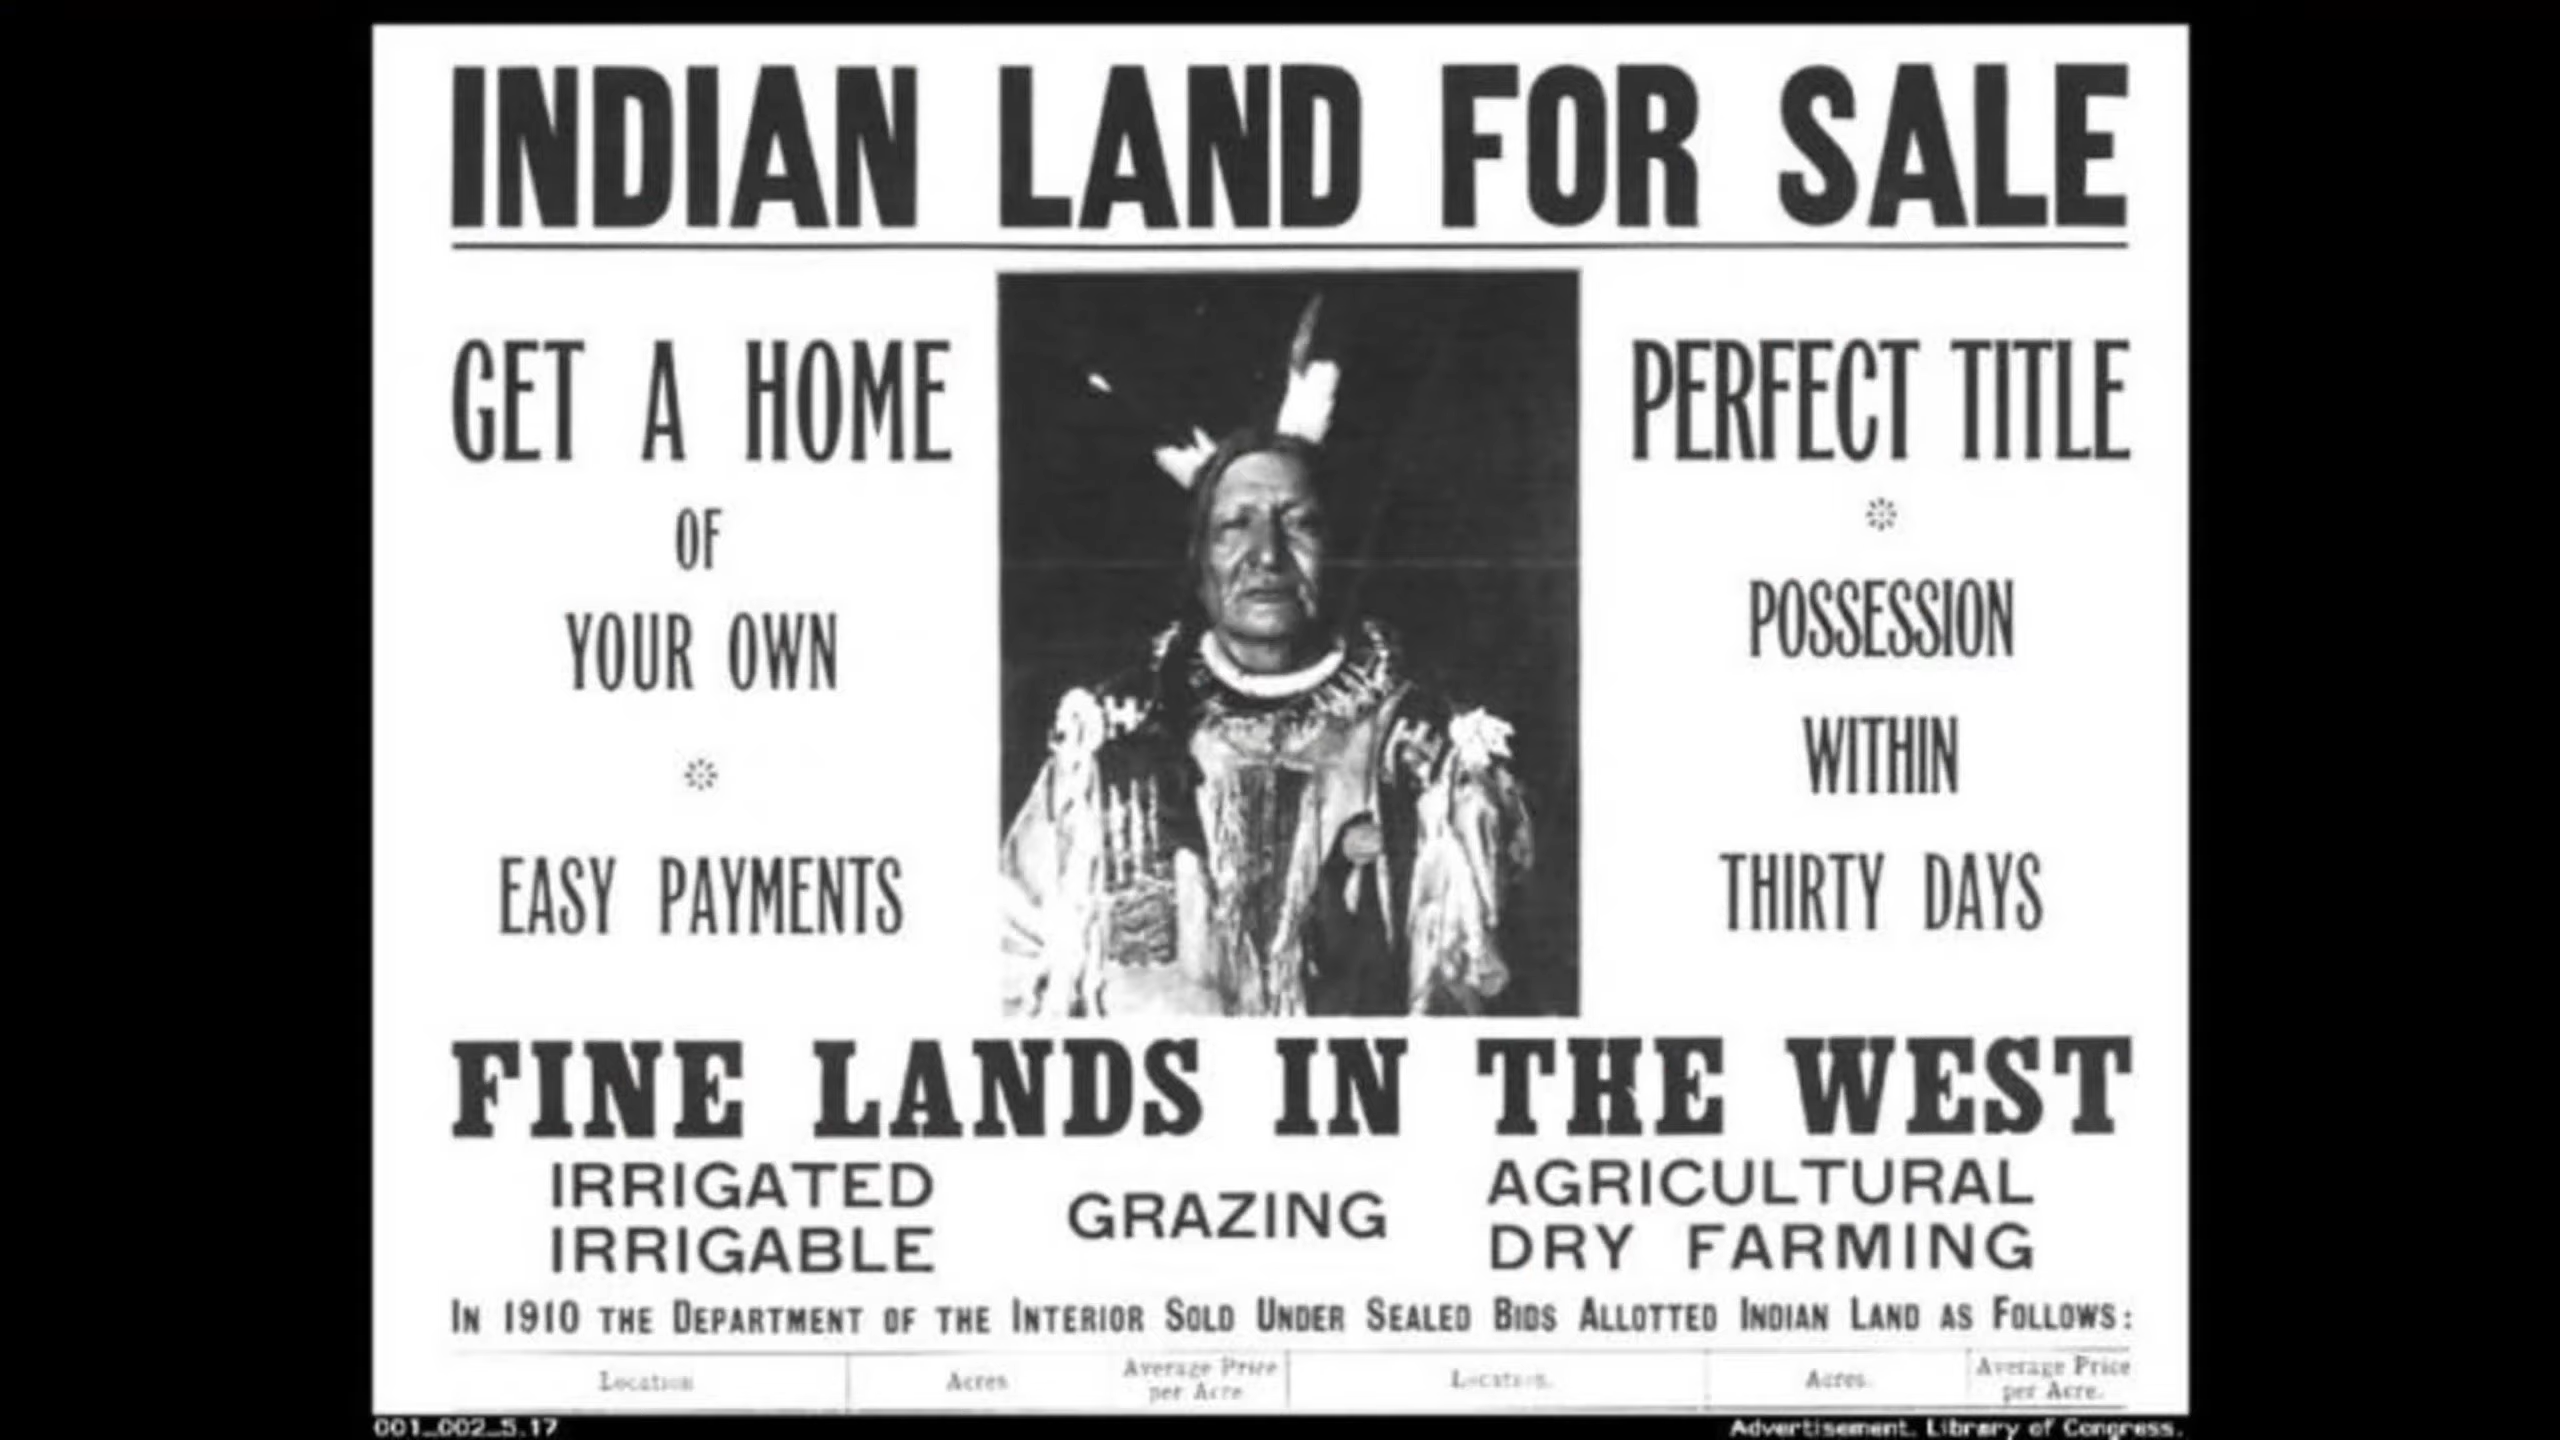 INDIAN LAND FOR SALE
GET A HOME
OF
YOUR OWN
EASY PAYMENTS
PERFECT TITLE
POSSESSION
WITHIN
THIRTY DAYS
FINE LANDS IN THE WEST
IRRIGATED
IRRIGABLE
GRAZING
AGRICULTURAL
DRY FARMING
IN 1910 THE DEPARTMENT OF THE INTERIOR SOLD UNDER SEALED BIDS ALLOTTED INDIAN LAND AS FOLLOWS:
Location Acres Average Price per Acre Location. Acres. Average Price per Acre.
001_002_5.17
Advertisement. Library of Congress.